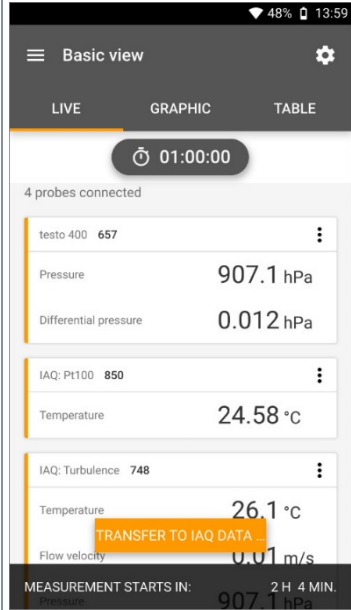 48% 13:59
Basic view
LIVE GRAPHIC TABLE
01:00:00
4 probes connected
testo 400 657
Pressure 907.1 hPa
Differential pressure 0.012 hPa
IAQ: Pt100 850
Temperature 24.58 °C
IAQ: Turbulence 748
Temperature 26.1 °C
TRANSFER TO IAQ DATA ...
Flow velocity 0.01 m/s
MEASUREMENT STARTS IN: 2 H 4 MIN.
Pressure 907.1 hPa